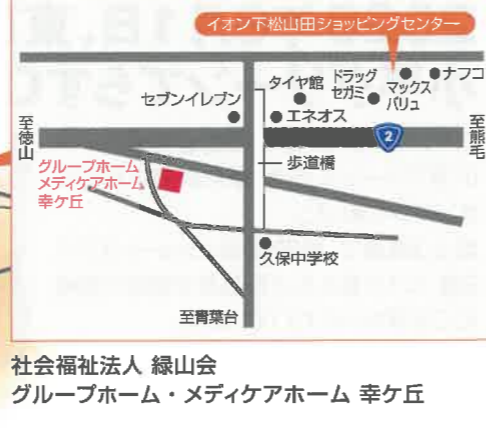 イオン下松山田ショッピングセンター
ナフコ
ドラッグ
セガミ
マックス
バリュ
タイヤ館
セブンイレブン
エネオス
至徳山
至熊毛
2
歩道橋
グループホーム
メディケアホーム
幸ケ丘
久保中学校
至青葉台
社会福祉法人 緑山会
グループホーム・メディケアホーム 幸ケ丘